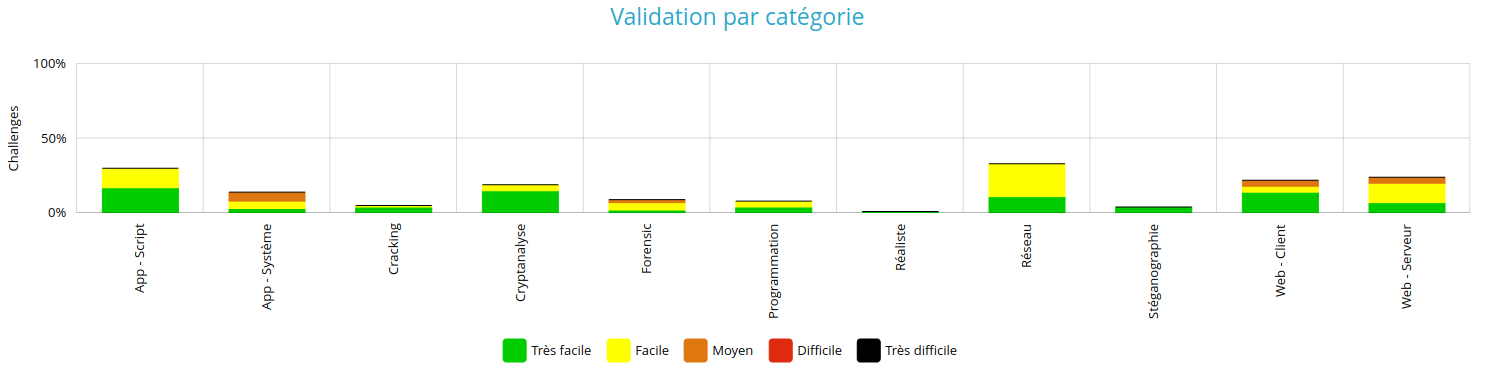 Validation par catégorie
Challenges
100%
50%
0%
App - Script
App - Système
Cracking
Cryptanalyse
Forensic
Programmation
Réaliste
Réseau
Stéganographie
Web - Client
Web - Serveur
Très facile
Facile
Moyen
Difficile
Très difficile